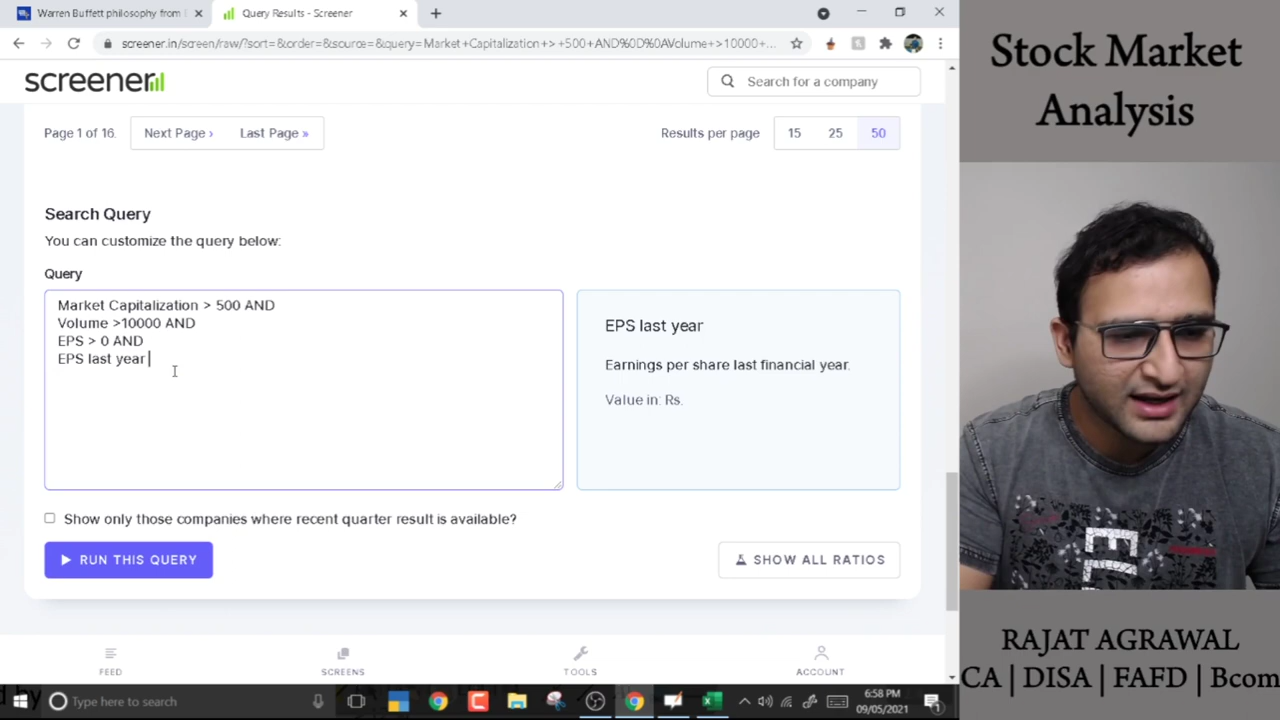 Warren Buffett philosophy from
Query Results - Screener
screener.in/screen/raw/?sort=&order=&source=&query=Market+Capitalization+>+500+AND%0D%0AVolume+>10000+...
Stock Market
Analysis
screener
Search for a company
Page 1 of 16.
Next Page ›
Last Page »
Results per page
15
25
50
Search Query
You can customize the query below:
Query
Market Capitalization > 500 AND
Volume >10000 AND
EPS > 0 AND
EPS last year
EPS last year
Earnings per share last financial year.
Value in: Rs.
Show only those companies where recent quarter result is available?
RUN THIS QUERY
SHOW ALL RATIOS
FEED
SCREENS
TOOLS
ACCOUNT
RAJAT AGRAWAL
CA | DISA | FAFD | Bcom
Type here to search
6:58 PM
09/05/2021